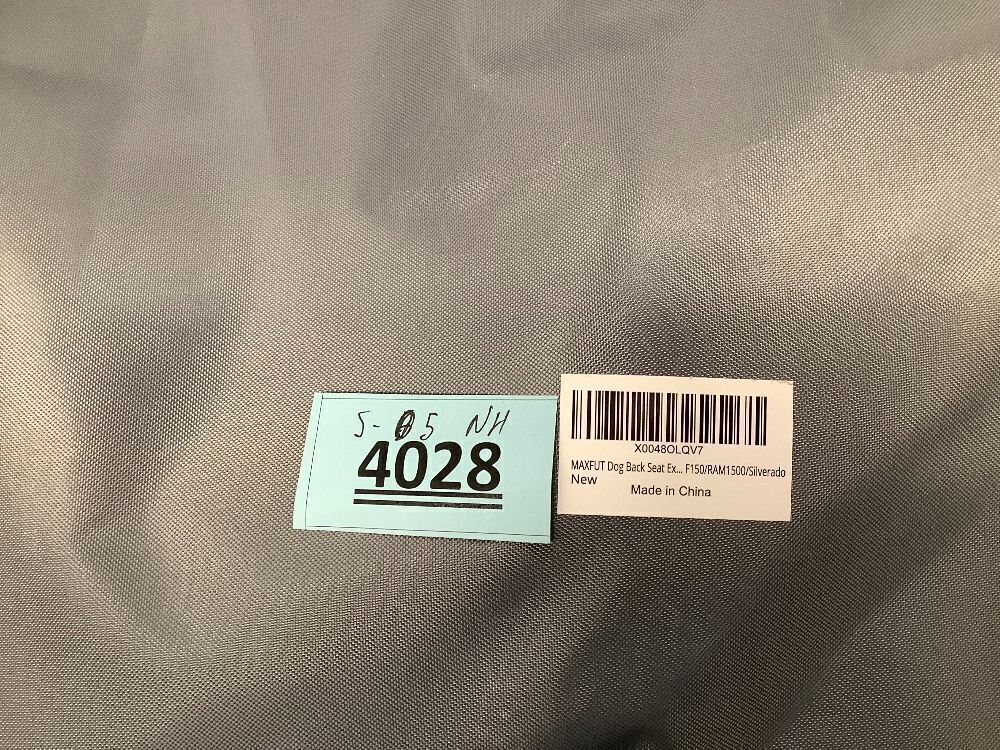 5-05 NH
4028
X0048OLQV7
MAXFUT Dog Back Seat Ex... F150/RAM1500/Silverado
New
Made in China